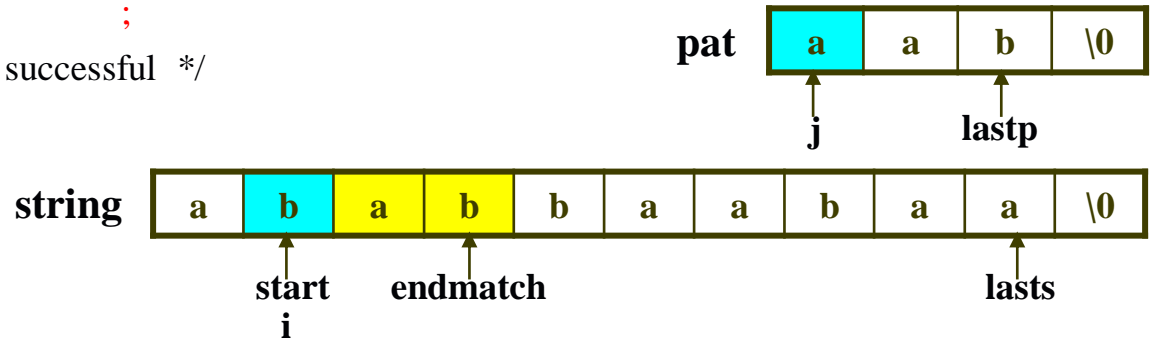 ;
successful */
pat a a b \0
j lastp
string a b a b b a a b a a \0
start endmatch lasts
i